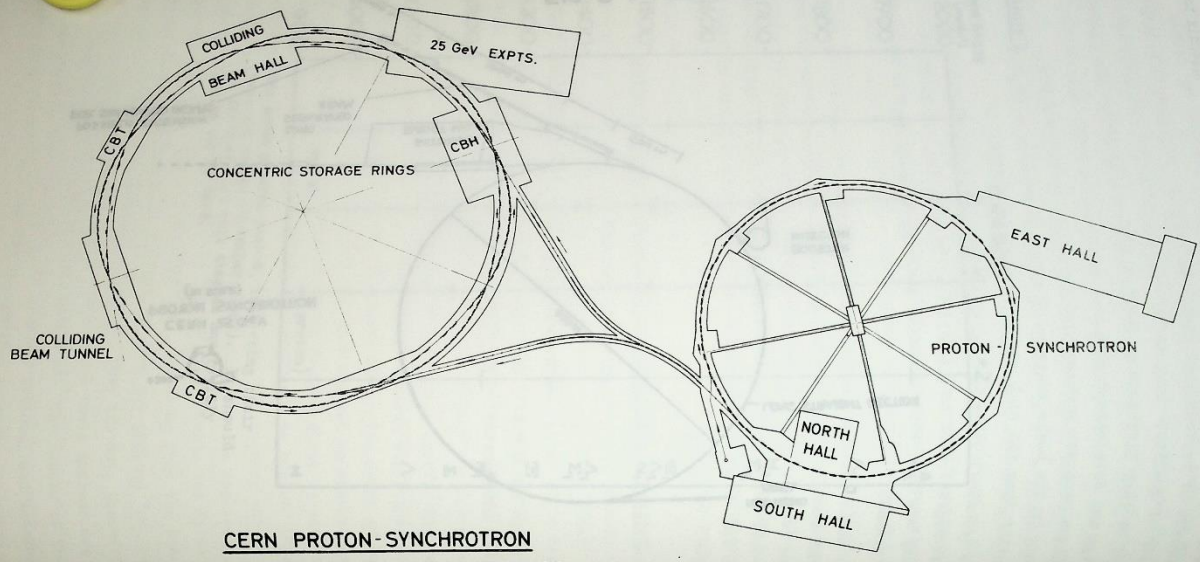 COLLIDING
BEAM HALL
25 GeV EXPTS.
CBT
CBH
CONCENTRIC STORAGE RINGS
EAST HALL
COLLIDING
BEAM TUNNEL
PROTON - SYNCHROTRON
CBT
NORTH
HALL
SOUTH HALL
CERN PROTON-SYNCHROTRON